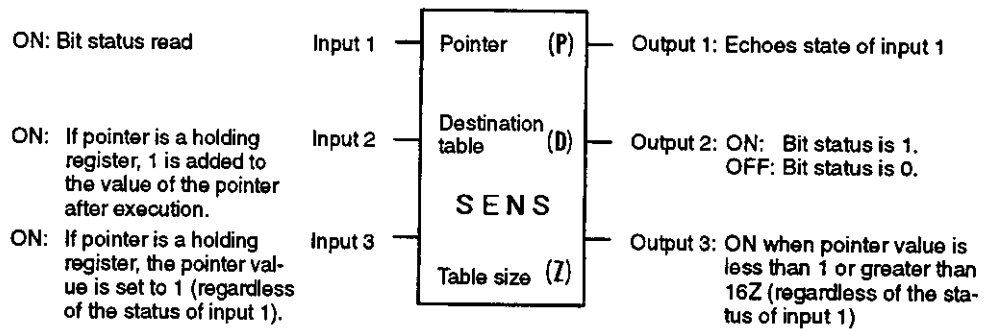 ON: Bit status read
Input 1
Pointer (P)
Output 1: Echoes state of input 1
ON: If pointer is a holding
register, 1 is added to
the value of the pointer
after execution.
Input 2
Destination
table (D)
Output 2: ON: Bit status is 1.
OFF: Bit status is 0.
SENS
ON: If pointer is a holding
register, the pointer val-
ue is set to 1 (regardless
of the status of input 1).
Input 3
Table size (Z)
Output 3: ON when pointer value is
less than 1 or greater than
16Z (regardless of the sta-
tus of input 1)